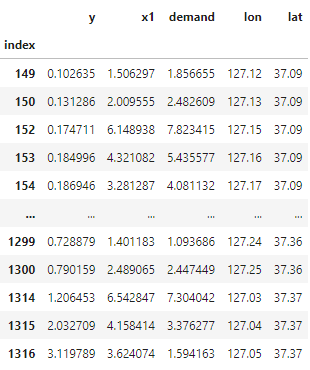 y x1 demand lon lat
index
149 0.102635 1.506297 1.856655 127.12 37.09
150 0.131286 2.009555 2.482609 127.13 37.09
152 0.174711 6.148938 7.823415 127.15 37.09
153 0.184996 4.321082 5.435577 127.16 37.09
154 0.186946 3.281287 4.081132 127.17 37.09
... ... ... ... ... ...
1299 0.728879 1.401183 1.093686 127.24 37.36
1300 0.790159 2.489065 2.447449 127.25 37.36
1314 1.206453 6.542847 7.304042 127.03 37.37
1315 2.032709 4.158414 3.376277 127.04 37.37
1316 3.119789 3.624074 1.594163 127.05 37.37